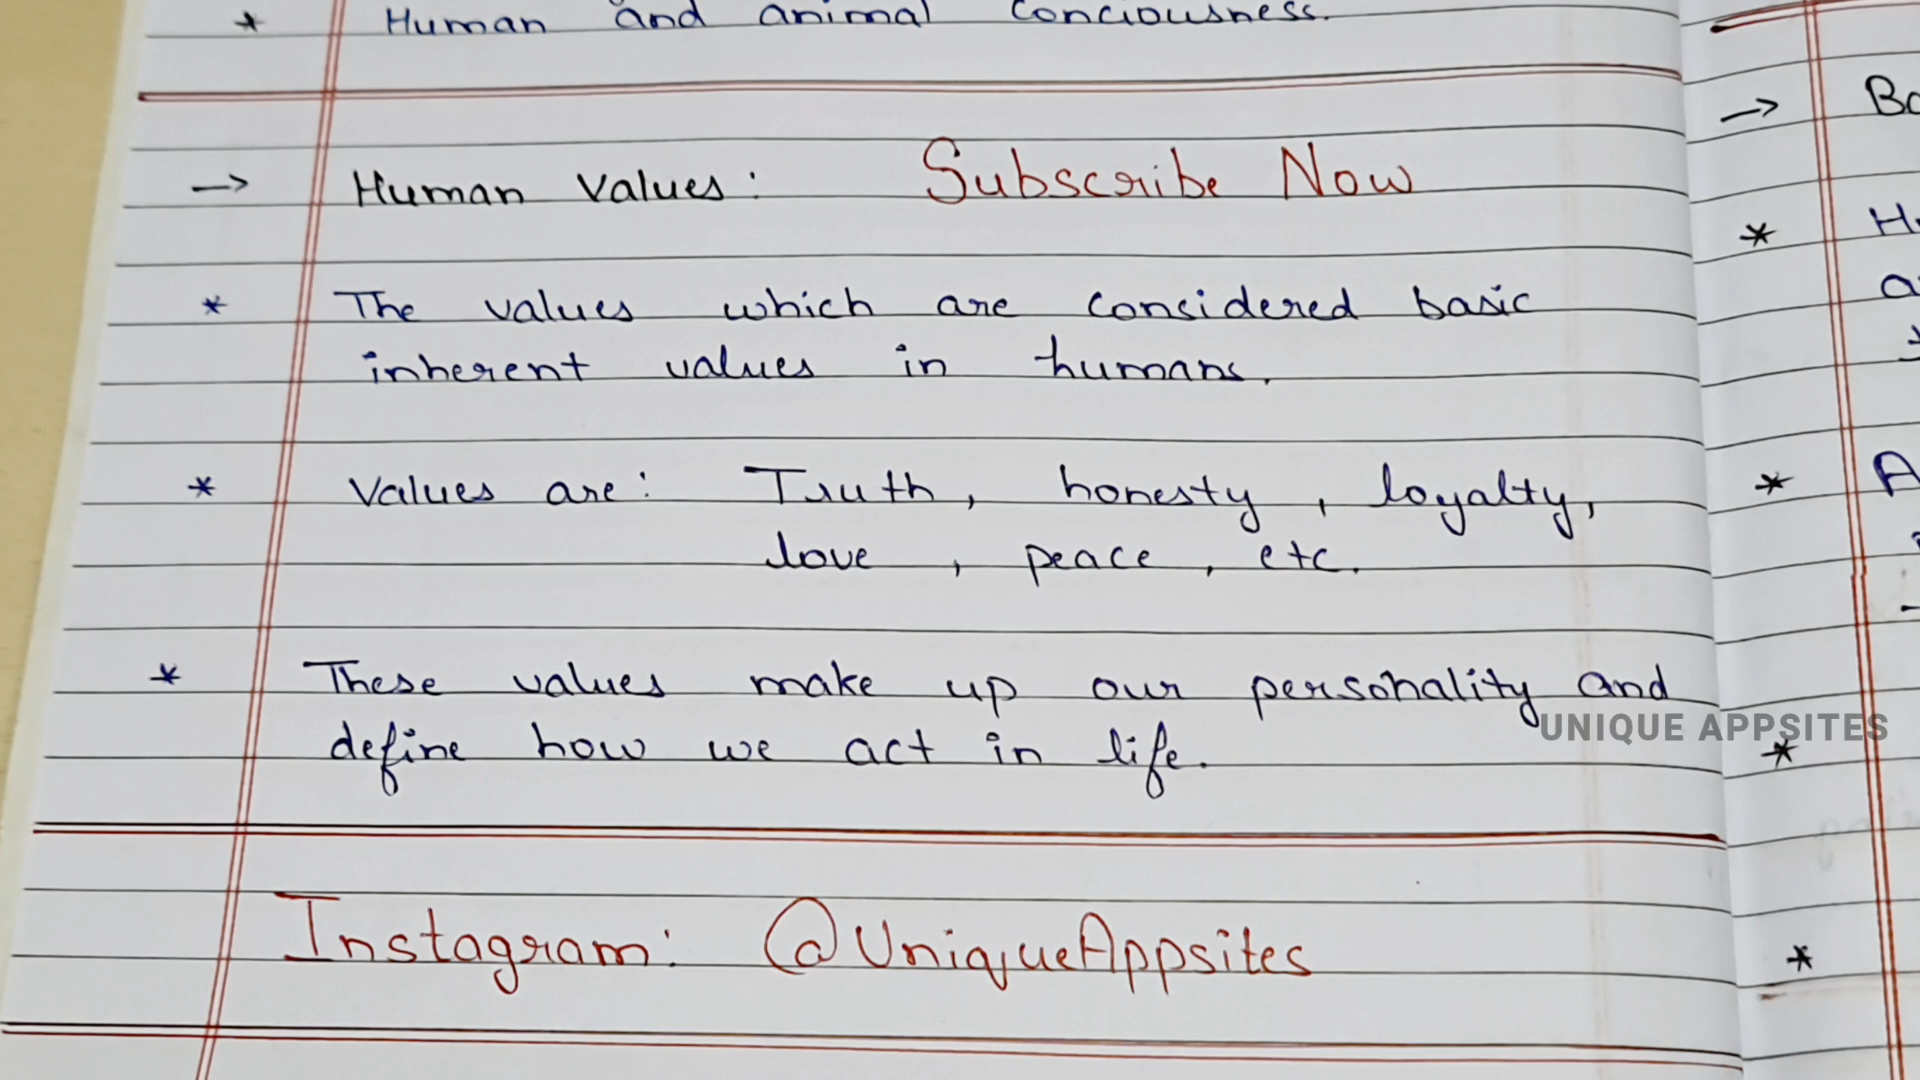 * Human and animal Conciousness.
→ Human Values: Subscribe Now
* The values which are considered basic
inherent values in humans.
* Values are: Truth, honesty, loyalty,
love, peace, etc.
* These values make up our personality and
define how we act in life.
UNIQUE APPSITES
Instagram: @UniqueAppsites
→
*
*
*
*